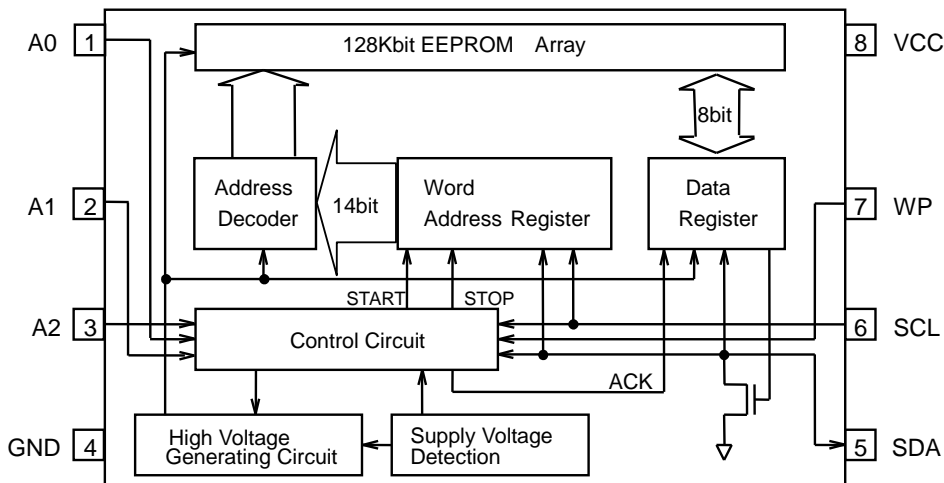 A0 1
128Kbit EEPROM Array
8 VCC
8bit
A1 2
Address
Decoder
14bit
Word
Address Register
Data
Register
7 WP
START
STOP
A2 3
Control Circuit
6 SCL
ACK
GND 4
High Voltage
Generating Circuit
Supply Voltage
Detection
5 SDA